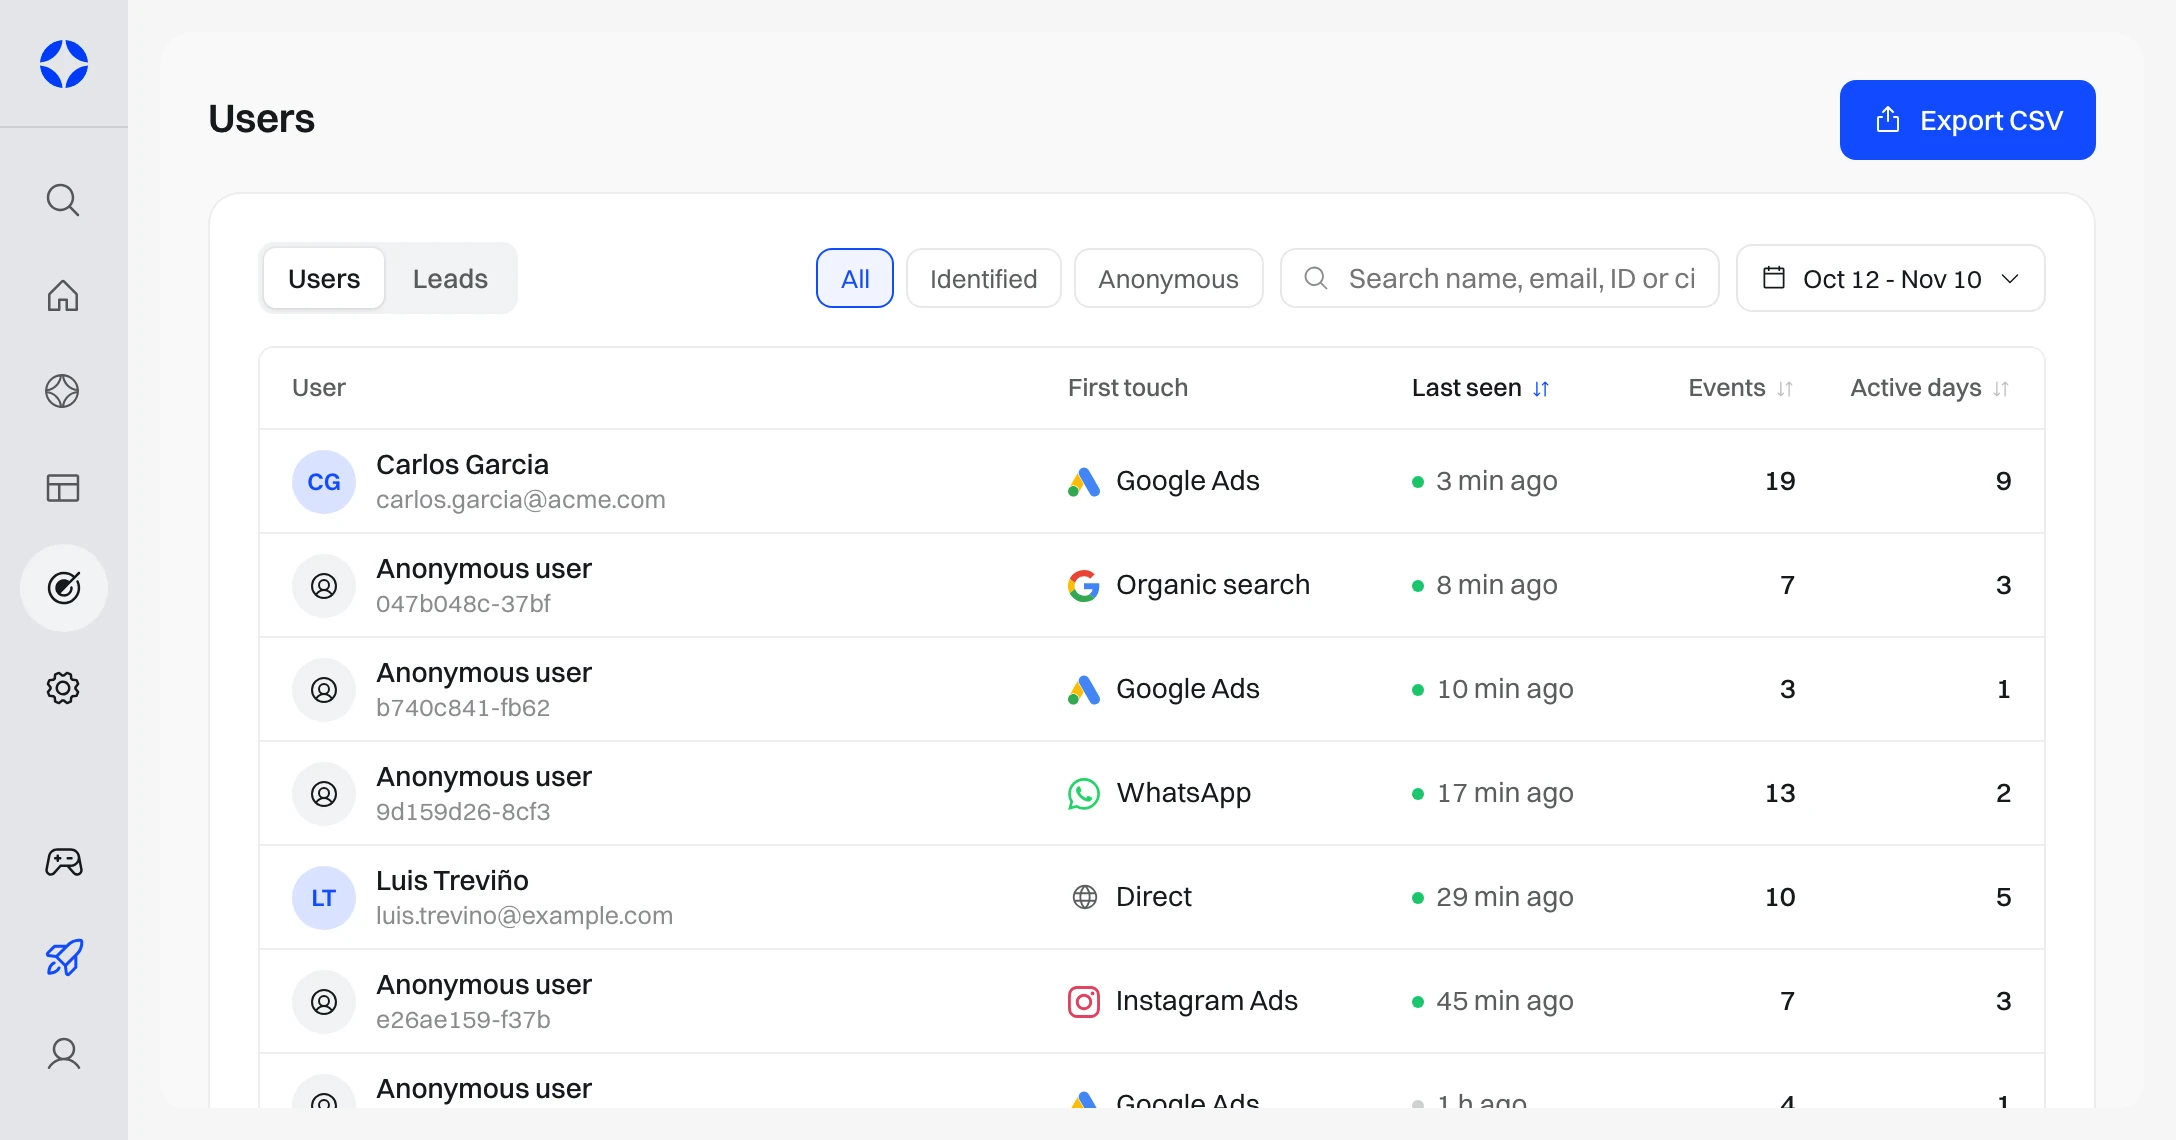 Users
Export CSV
Users
Leads
All
Identified
Anonymous
Search name, email, ID or ci
Oct 12 - Nov 10
User
First touch
Last seen
Events
Active days
CG
Carlos Garcia
carlos.garcia@acme.com
Google Ads
3 min ago
19
9
Anonymous user
047b048c-37bf
Organic search
8 min ago
7
3
Anonymous user
b740c841-fb62
Google Ads
10 min ago
3
1
Anonymous user
9d159d26-8cf3
WhatsApp
17 min ago
13
2
LT
Luis Treviño
luis.trevino@example.com
Direct
29 min ago
10
5
Anonymous user
e26ae159-f37b
Instagram Ads
45 min ago
7
3
Anonymous user
Google Ads
1 h ago
4
1